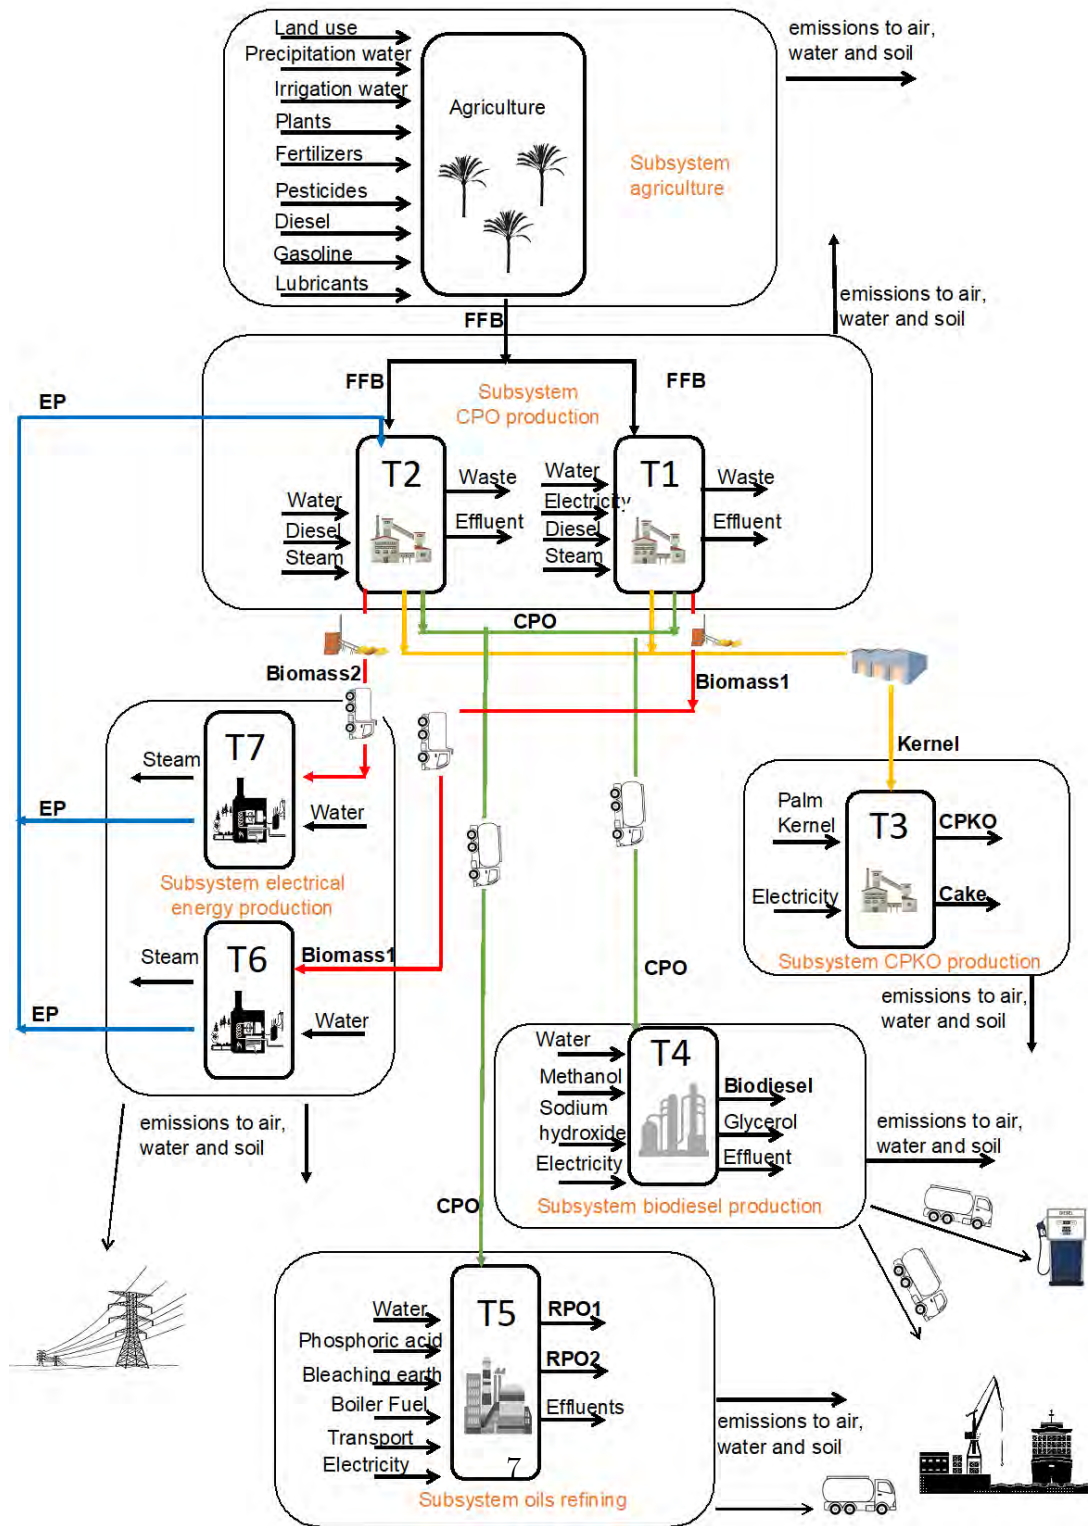 Land use
Precipitation water
Irrigation water
Plants
Fertilizers
Pesticides
Diesel
Gasoline
Lubricants
Agriculture
Subsystem
agriculture
emissions to air,
water and soil
FFB
emissions to air,
water and soil
FFB
FFB
Subsystem
CPO production
EP
T2
Water
Diesel
Steam
Waste
Effluent
T1
Water
Electricity
Diesel
Steam
Waste
Effluent
CPO
Biomass2
Biomass1
Kernel
T7
Steam
EP
Water
Subsystem electrical
energy production
T6
Steam
Biomass1
EP
Water
emissions to air,
water and soil
T3
Palm
Kernel
Electricity
CPKO
Cake
Subsystem CPKO production
emissions to air,
water and soil
CPO
T4
Water
Methanol
Sodium
hydroxide
Electricity
Biodiesel
Glycerol
Effluent
Subsystem biodiesel production
emissions to air,
water and soil
CPO
T5
Water
Phosphoric acid
Bleaching earth
Boiler Fuel
Transport
Electricity
RPO1
RPO2
Effluents
7
Subsystem oils refining
emissions to air,
water and soil